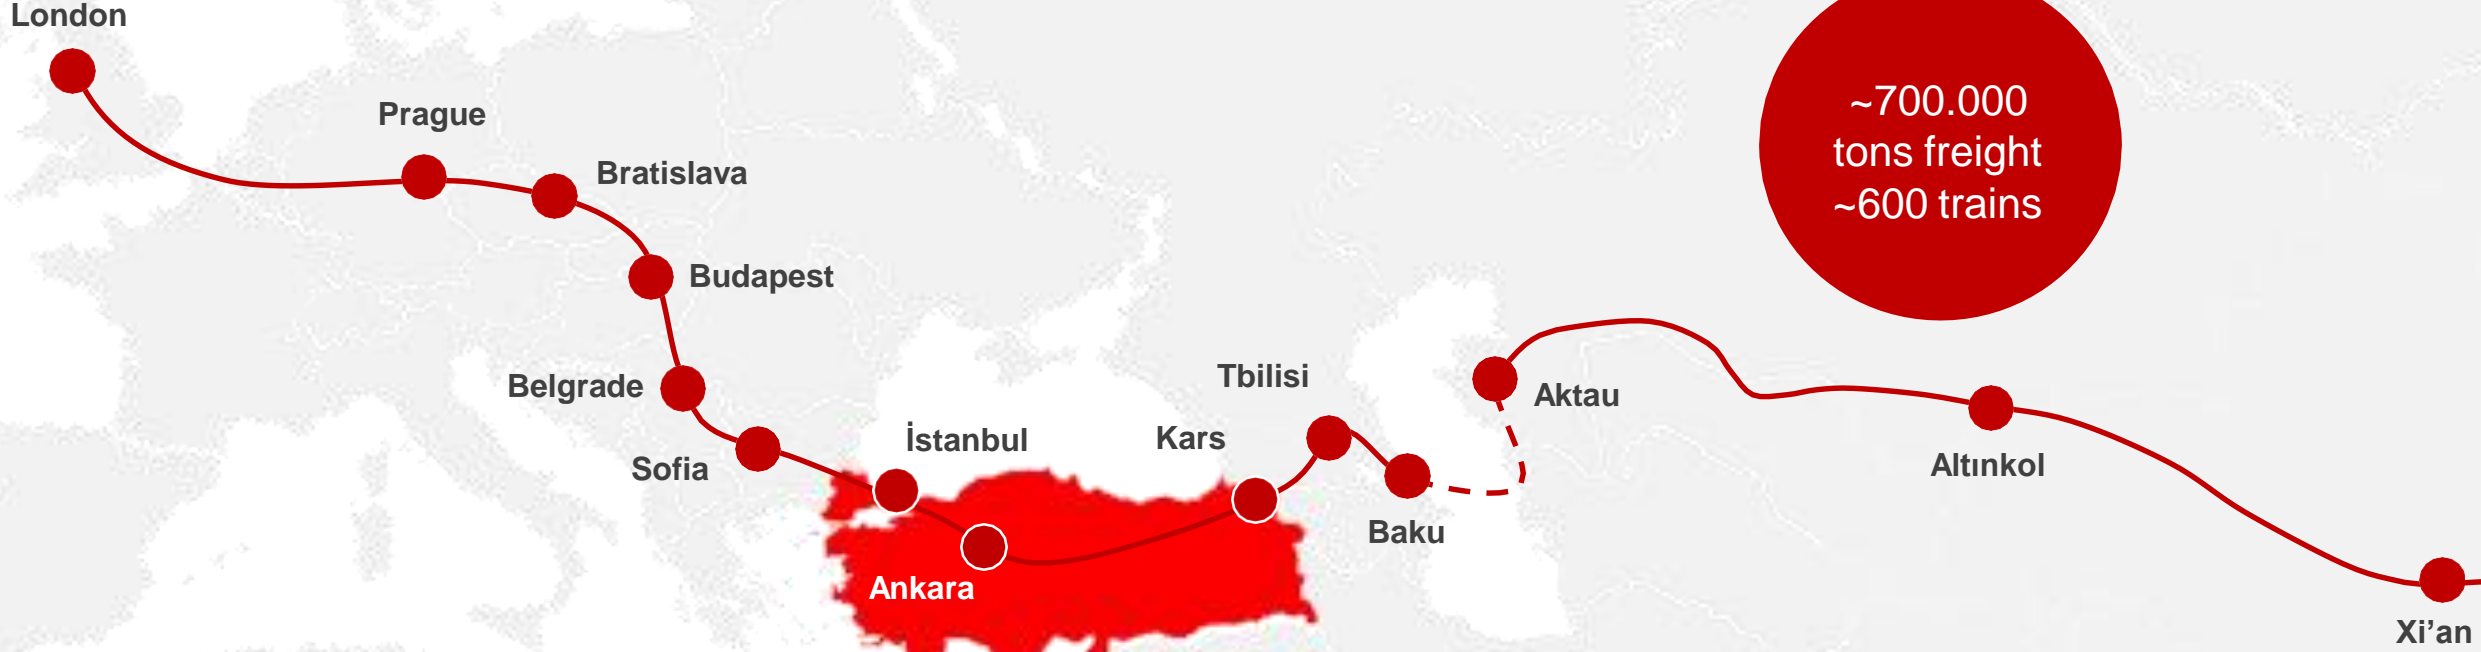 London
Prague
Bratislava
Budapest
Belgrade
Sofia
İstanbul
Ankara
Kars
Tbilisi
Baku
Aktau
Altınkol
Xi’an
~700.000
tons freight
~600 trains